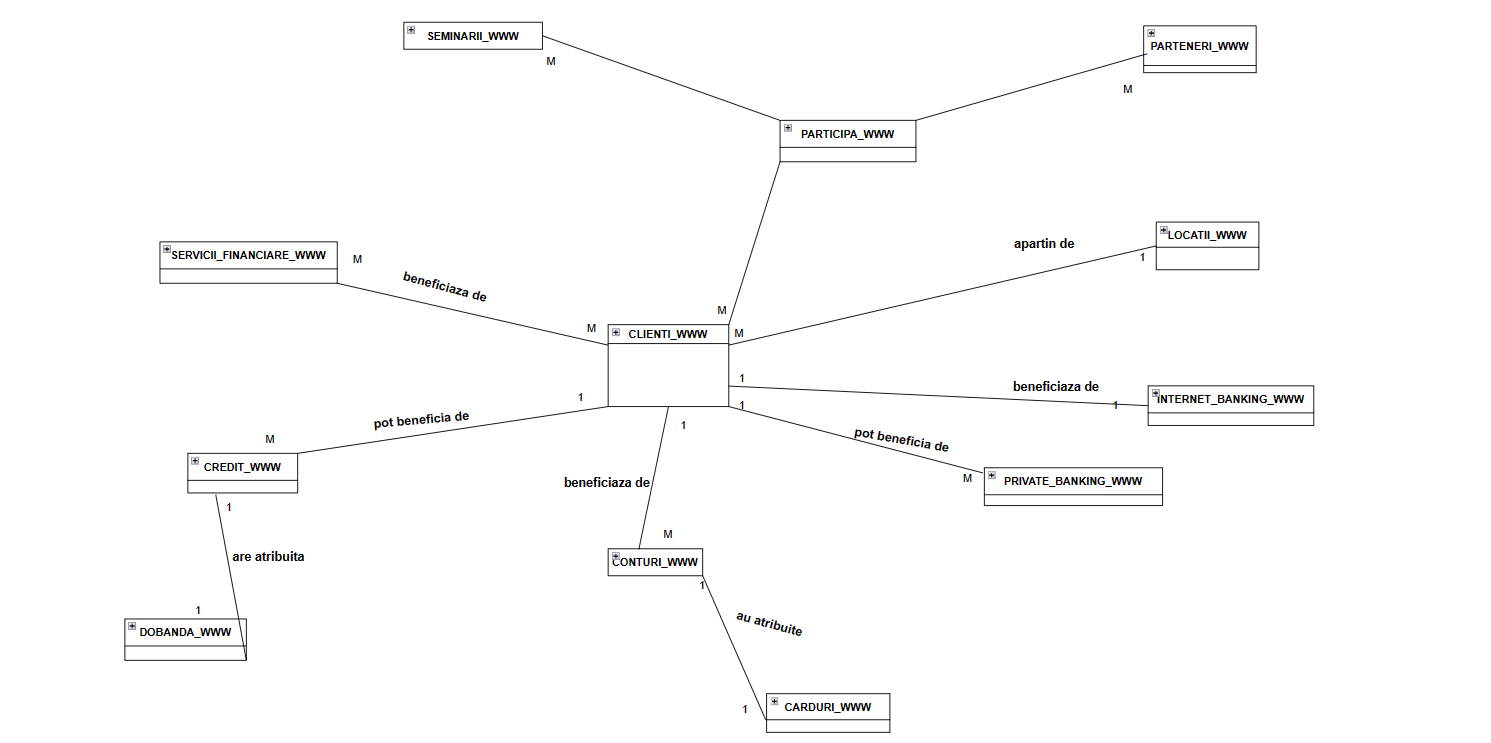 SEMINARII_WWW
M
PARTENERI_WWW
M
PARTICIPA_WWW
LOCATII_WWW
apartin de
1
SERVICII_FINANCIARE_WWW
M
beneficiaza de
M
M
CLIENTI_WWW
M
1
beneficiaza de
INTERNET_BANKING_WWW
1
1
1
pot beneficia de
M
CREDIT_WWW
1
pot beneficia de
M
PRIVATE_BANKING_WWW
1
beneficiaza de
M
CONTURI_WWW
1
are atribuita
1
DOBANDA_WWW
1
au atribuite
1
CARDURI_WWW